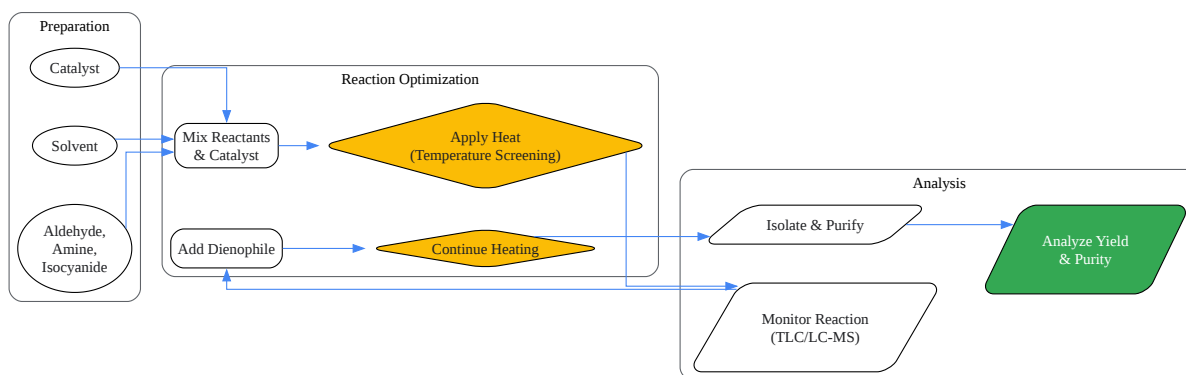 Preparation
Catalyst
Solvent
Aldehyde,
Amine,
Isocyanide
Reaction Optimization
Mix Reactants
& Catalyst
Apply Heat
(Temperature Screening)
Add Dienophile
Continue Heating
Analysis
Isolate & Purify
Analyze Yield
& Purity
Monitor Reaction
(TLC/LC-MS)